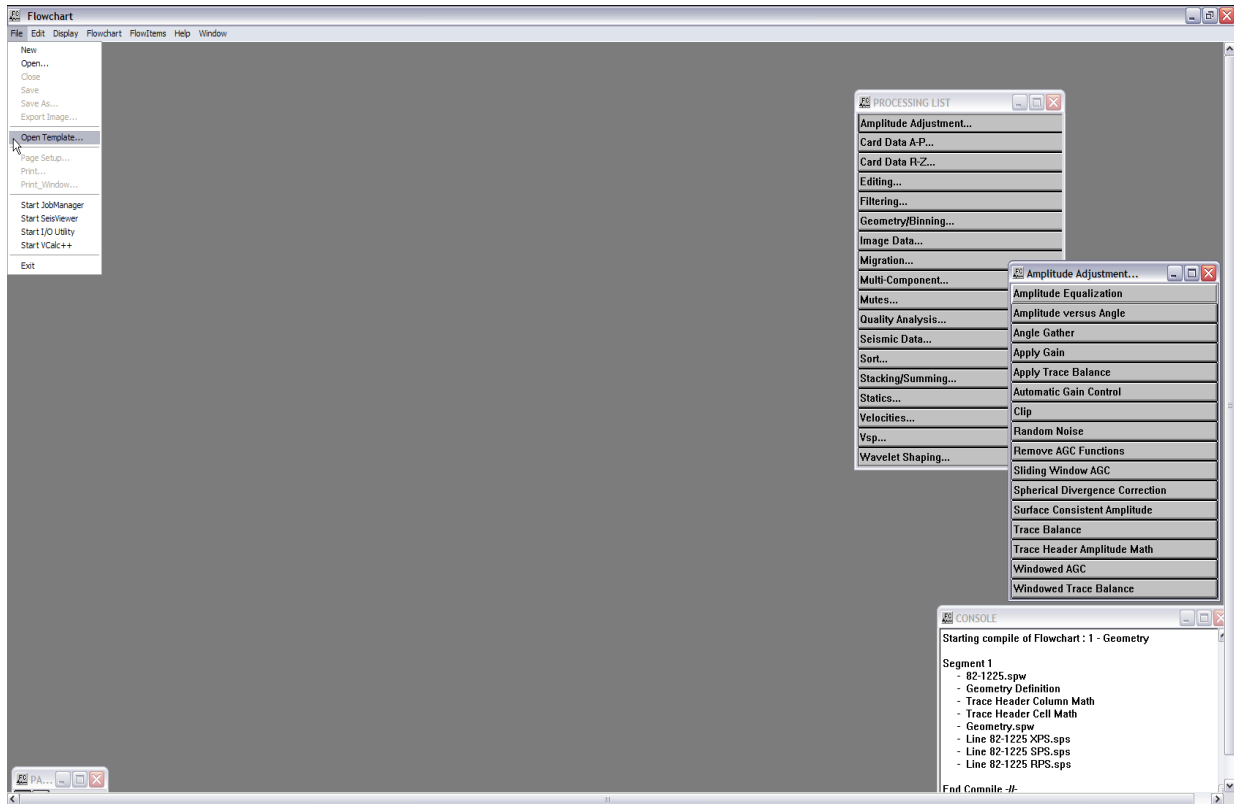 Flowchart
File Edit Display Flowchart FlowItems Help Window
New
Open...
Close
Save
Save As...
Export Image...
Open Template...
Page Setup...
Print...
Print_Window...
Start JobManager
Start SeisViewer
Start I/O Utility
Start VCalc++
Exit
PROCESSING LIST
Amplitude Adjustment...
Card Data A-P...
Card Data R-Z...
Editing...
Filtering...
Geometry/Binning...
Image Data...
Migration...
Multi-Component...
Mutes...
Quality Analysis...
Seismic Data...
Sort...
Stacking/Summing...
Statics...
Velocities...
Vsp...
Wavelet Shaping...
Amplitude Adjustment...
Amplitude Equalization
Amplitude versus Angle
Angle Gather
Apply Gain
Apply Trace Balance
Automatic Gain Control
Clip
Random Noise
Remove AGC Functions
Sliding Window AGC
Spherical Divergence Correction
Surface Consistent Amplitude
Trace Balance
Trace Header Amplitude Math
Windowed AGC
Windowed Trace Balance
CONSOLE
Starting compile of Flowchart : 1 - Geometry
Segment 1
- 82-1225.spw
- Geometry Definition
- Trace Header Column Math
- Trace Header Cell Math
- Geometry.spw
- Line 82-1225 XPS.sps
- Line 82-1225 SPS.sps
- Line 82-1225 RPS.sps
End Compile -//-
PA...